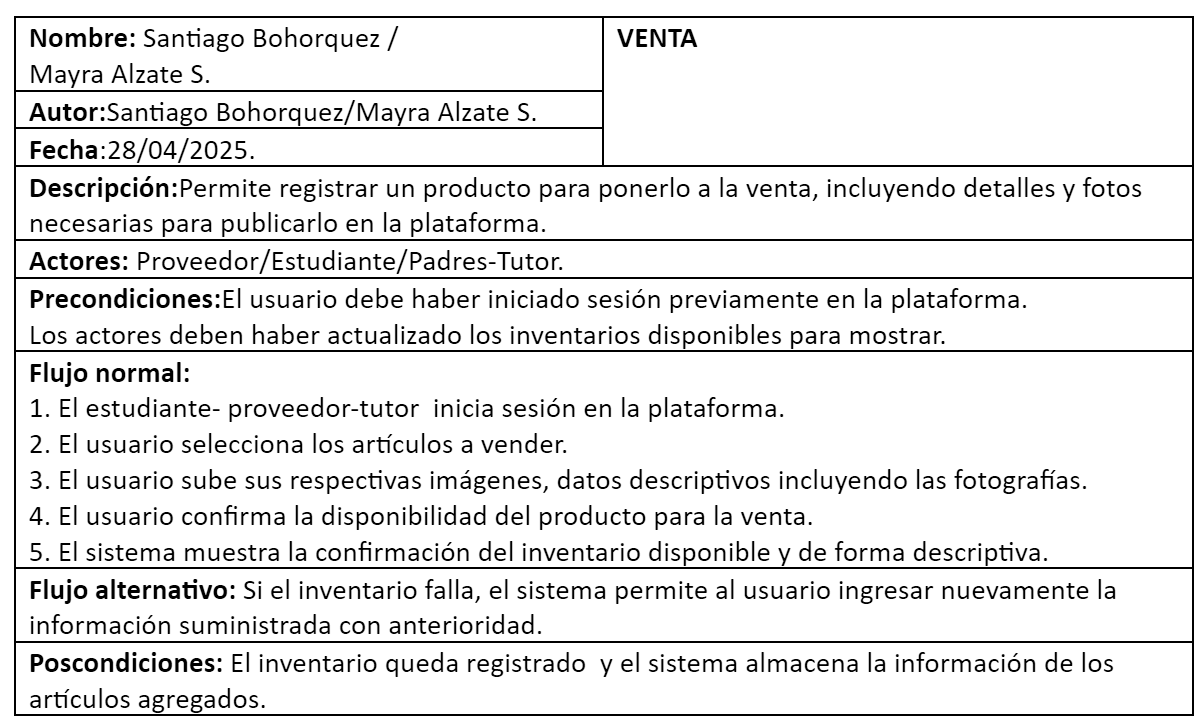 Nombre: Santiago Bohorquez /
Mayra Alzate S.
VENTA
Autor:Santiago Bohorquez/Mayra Alzate S.
Fecha:28/04/2025.
Descripción:Permite registrar un producto para ponerlo a la venta, incluyendo detalles y fotos
necesarias para publicarlo en la plataforma.
Actores: Proveedor/Estudiante/Padres-Tutor.
Precondiciones:El usuario debe haber iniciado sesión previamente en la plataforma.
Los actores deben haber actualizado los inventarios disponibles para mostrar.
Flujo normal:
1. El estudiante- proveedor-tutor  inicia sesión en la plataforma.
2. El usuario selecciona los artículos a vender.
3. El usuario sube sus respectivas imágenes, datos descriptivos incluyendo las fotografías.
4. El usuario confirma la disponibilidad del producto para la venta.
5. El sistema muestra la confirmación del inventario disponible y de forma descriptiva.
Flujo alternativo: Si el inventario falla, el sistema permite al usuario ingresar nuevamente la
información suministrada con anterioridad.
Poscondiciones: El inventario queda registrado  y el sistema almacena la información de los
artículos agregados.